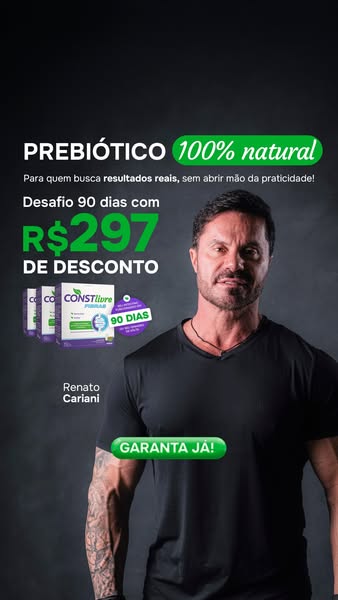 PREBIÓTICO 100% natural
Para quem busca resultados reais, sem abrir mão da praticidade!
Desafio 90 dias com
R$297
DE DESCONTO
CONSTlivre
FIBRAS
90 DIAS
Renato
Cariani
GARANTA JÁ!